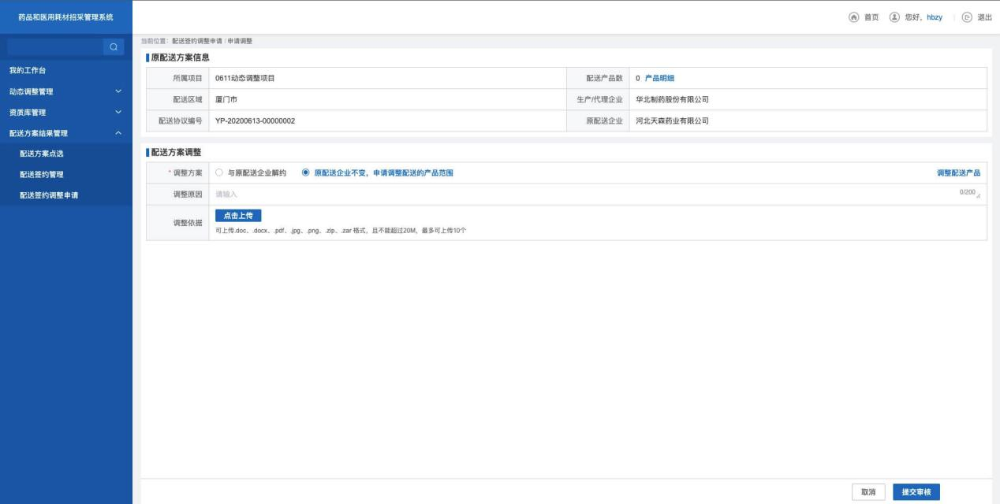 药品和医用耗材招采管理系统
首页 您好, hbzy 退出
我的工作台
动态调整管理
资质库管理
配送方案结果管理
配送方案点选
配送签约管理
配送签约调整申请
当前位置: 配送签约调整申请 / 申请调整
原配送方案信息
所属项目 0611动态调整项目 配送产品数 0 产品明细
配送区域 厦门市 生产/代理企业 华北制药股份有限公司
配送协议编号 YP-20200613-00000002 原配送企业 河北天森药业有限公司
配送方案调整
* 调整方案 与原配送企业解约 原配送企业不变，申请调整配送的产品范围 调整配送产品
调整原因 请输入 0/200
调整依据 点击上传
可上传.doc、.docx、.pdf、.jpg、.png、.zip、.zar 格式，且不能超过20M，最多可上传10个
取消 提交审核